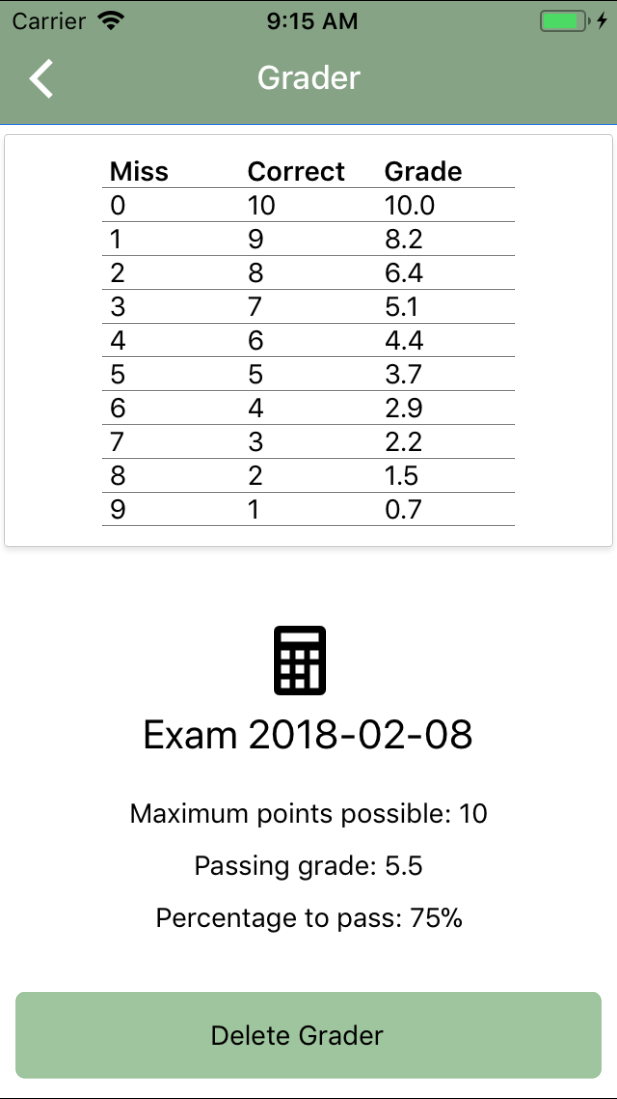 Carrier 9:15 AM
Grader
Miss Correct Grade
0 10 10.0
1 9 8.2
2 8 6.4
3 7 5.1
4 6 4.4
5 5 3.7
6 4 2.9
7 3 2.2
8 2 1.5
9 1 0.7
Exam 2018-02-08
Maximum points possible: 10
Passing grade: 5.5
Percentage to pass: 75%
Delete Grader